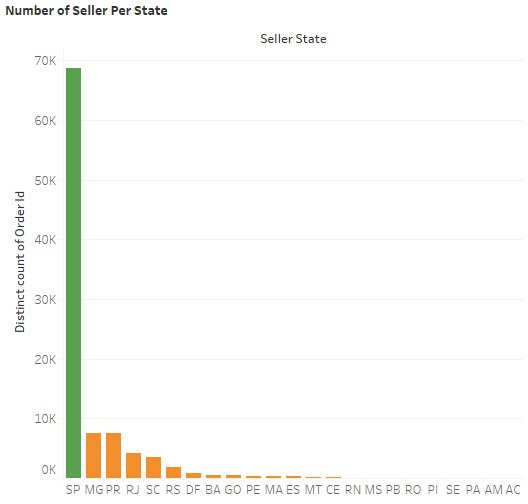 Number of Seller Per State
Seller State
Distinct count of Order Id
70K
60K
50K
40K
30K
20K
10K
0K
SP MG PR RJ SC RS DF BA GO PE MA ES MT CE RN MS PB RO PI SE PA AM AC